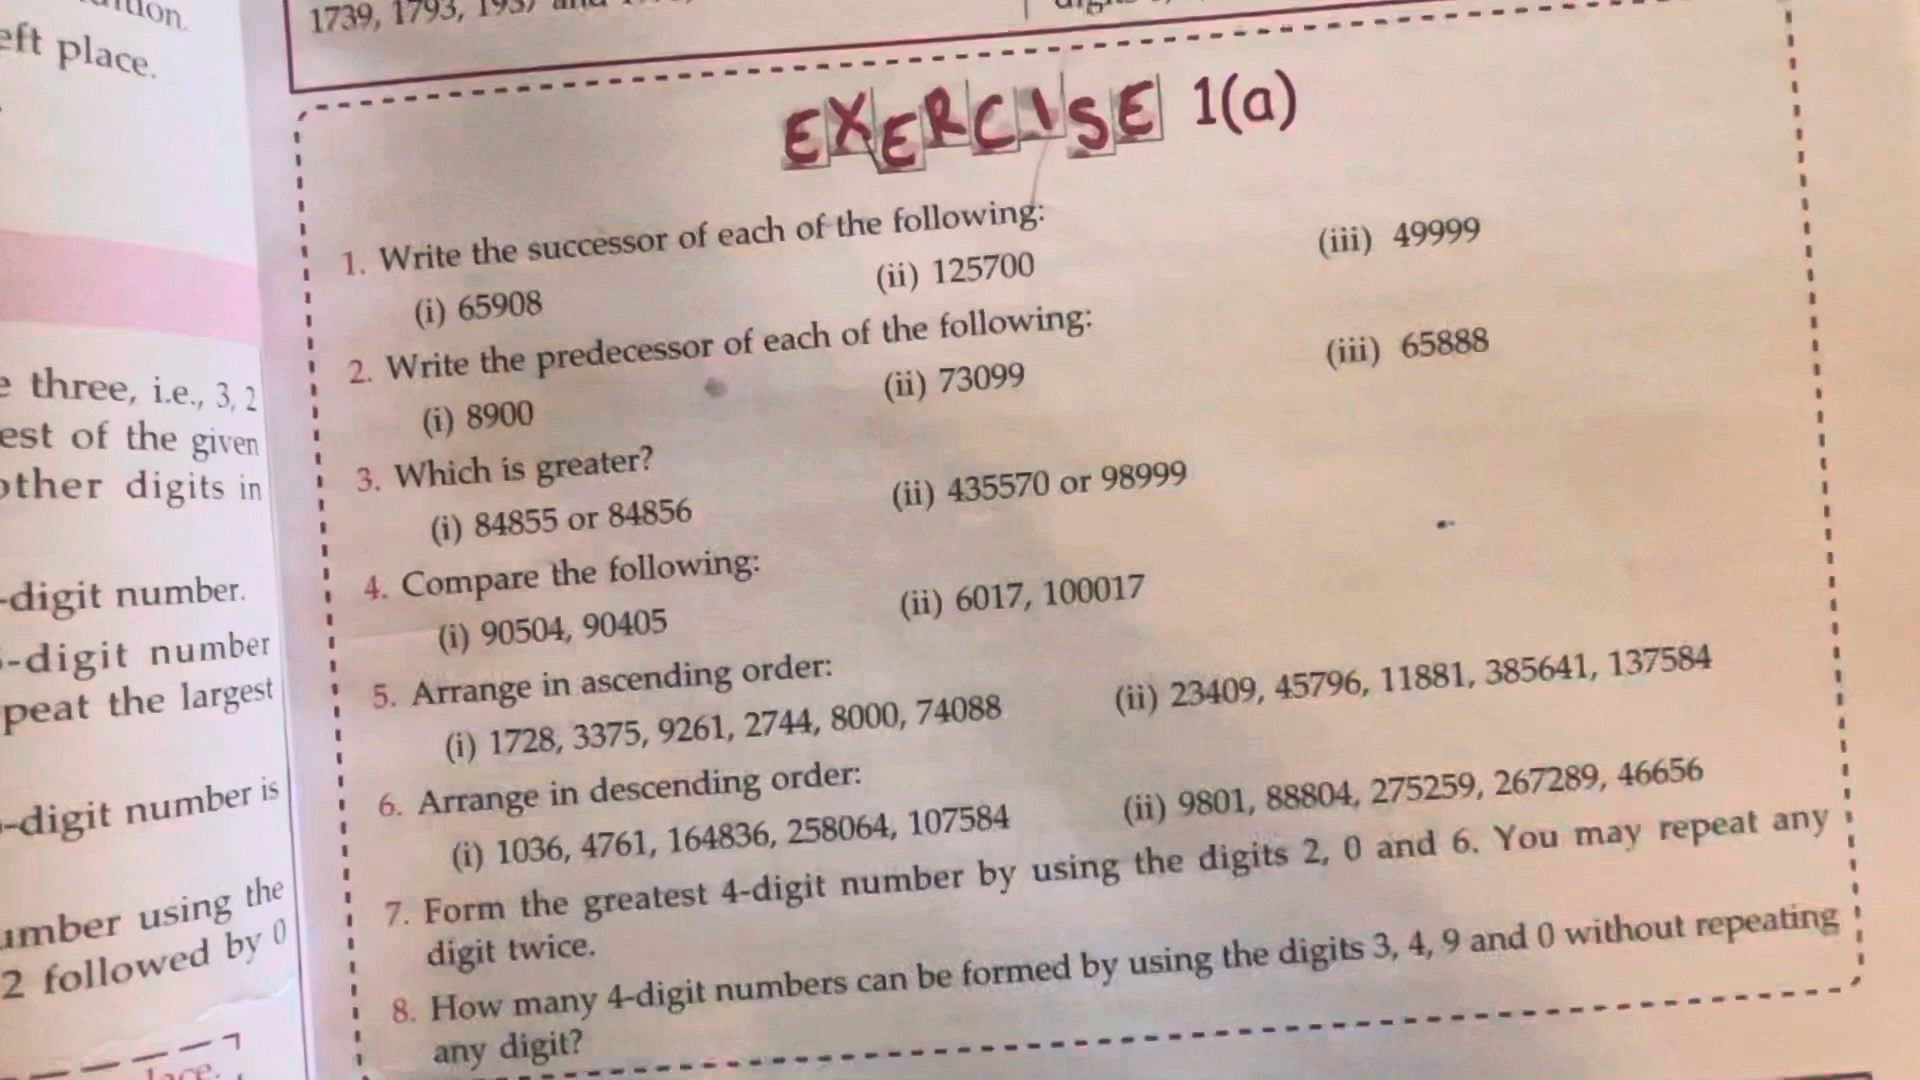 eft place.
1739, 1793, 
EXERCISE 1(a)
1. Write the successor of each of the following:
(i) 65908 (ii) 125700 (iii) 49999
2. Write the predecessor of each of the following:
(i) 8900 (ii) 73099 (iii) 65888
3. Which is greater?
(i) 84855 or 84856 (ii) 435570 or 98999
4. Compare the following:
(i) 90504, 90405 (ii) 6017, 100017
5. Arrange in ascending order:
(i) 1728, 3375, 9261, 2744, 8000, 74088 (ii) 23409, 45796, 11881, 385641, 137584
6. Arrange in descending order:
(i) 1036, 4761, 164836, 258064, 107584 (ii) 9801, 88804, 275259, 267289, 46656
7. Form the greatest 4-digit number by using the digits 2, 0 and 6. You may repeat any
digit twice.
8. How many 4-digit numbers can be formed by using the digits 3, 4, 9 and 0 without repeating
any digit?
three, i.e., 3, 2
est of the given
other digits in
-digit number.
-digit number
peat the largest
-digit number is
umber using the
2 followed by 0